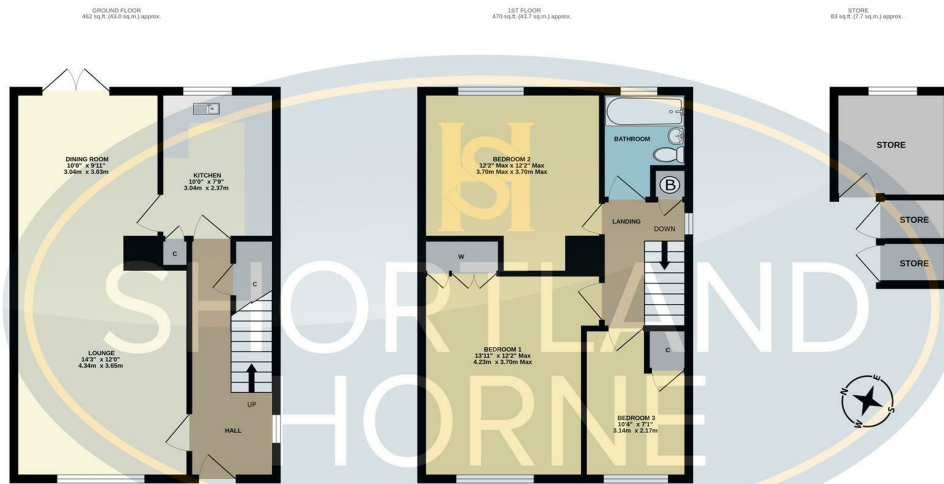 GROUND FLOOR
462 sq.ft. (43.0 sq.m.) approx.
1ST FLOOR
470 sq.ft. (43.7 sq.m.) approx.
STORE
83 sq.ft. (7.7 sq.m.) approx.
DINING ROOM
10'0" x 9'11"
3.04m x 3.03m
KITCHEN
10'0" x 7'9"
3.04m x 2.37m
C
C
LOUNGE
14'3" x 12'0"
4.34m x 3.65m
UP
HALL
BEDROOM 2
12'2" Max x 12'2" Max
3.70m Max x 3.70m Max
BATHROOM
B
LANDING
DOWN
W
BEDROOM 1
13'11" x 12'2" Max
4.23m x 3.70m Max
C
BEDROOM 3
10'4" x 7'1"
3.14m x 2.17m
STORE
STORE
STORE
N
E
S
W
SH
SHORTLAND
HORNE